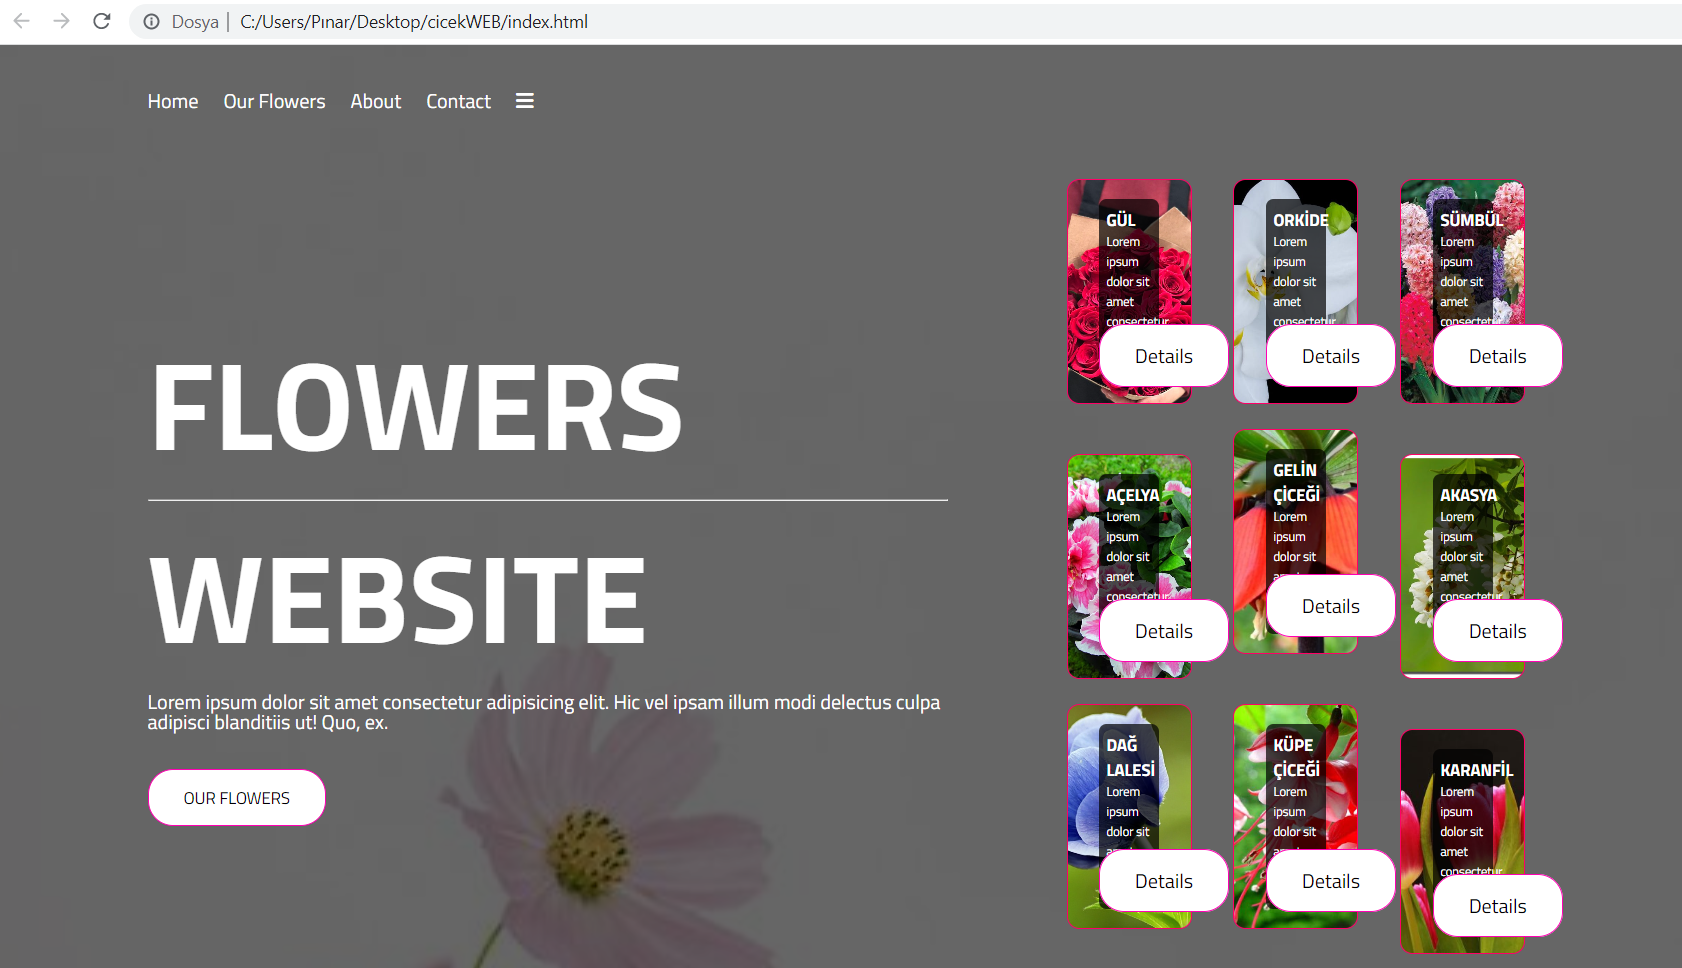 Dosya | C:/Users/Pınar/Desktop/cicekWEB/index.html
Home Our Flowers About Contact
FLOWERS
WEBSITE
Lorem ipsum dolor sit amet consectetur adipisicing elit. Hic vel ipsam illum modi delectus culpa
adipisci blanditiis ut! Quo, ex.
OUR FLOWERS
GÜL
Lorem
ipsum
dolor sit
amet
consectetur
Details
ORKİDE
Lorem
ipsum
dolor sit
amet
consectetur
Details
SÜMBÜL
Lorem
ipsum
dolor sit
amet
consectetur
Details
AÇELYA
Lorem
ipsum
dolor sit
amet
consectetur
Details
GELİN
ÇİCEĞİ
Lorem
ipsum
dolor sit
Details
AKASYA
Lorem
ipsum
dolor sit
amet
consectetur
Details
DAĞ
LALESİ
Lorem
ipsum
dolor sit
Details
KÜPE
ÇİCEĞİ
Lorem
ipsum
dolor sit
Details
KARANFİL
Lorem
ipsum
dolor sit
amet
consectetur
Details